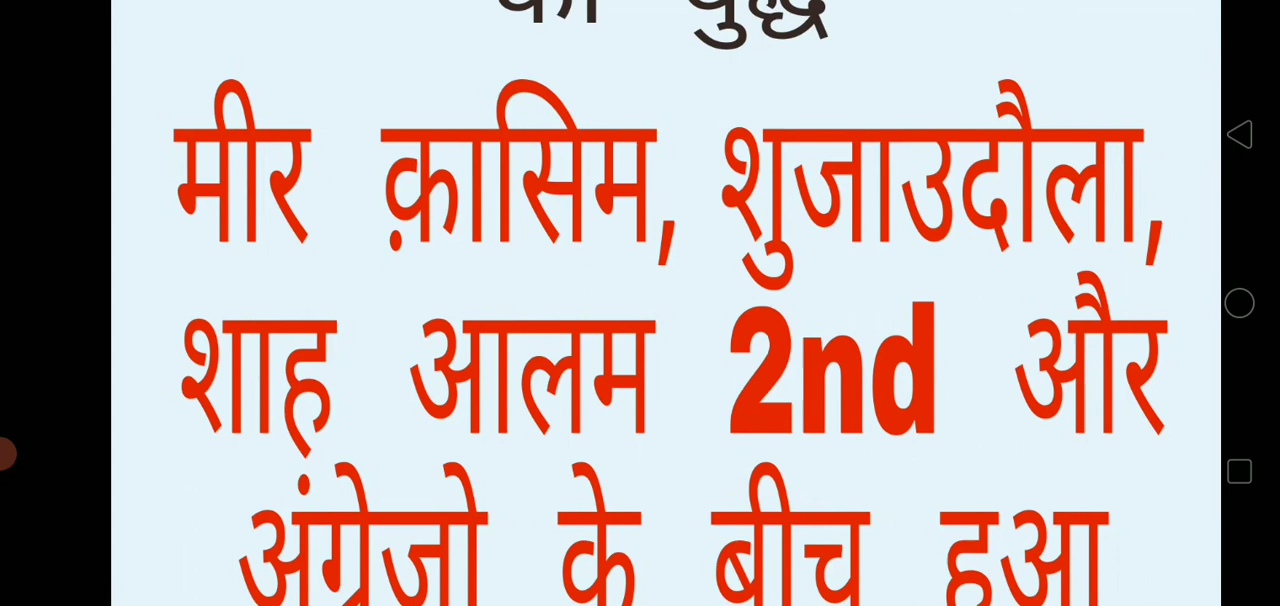 का युद्ध
मीर क़ासिम, शुजाउदौला,
शाह आलम 2nd और
अंग्रेजो के बीच हुआ